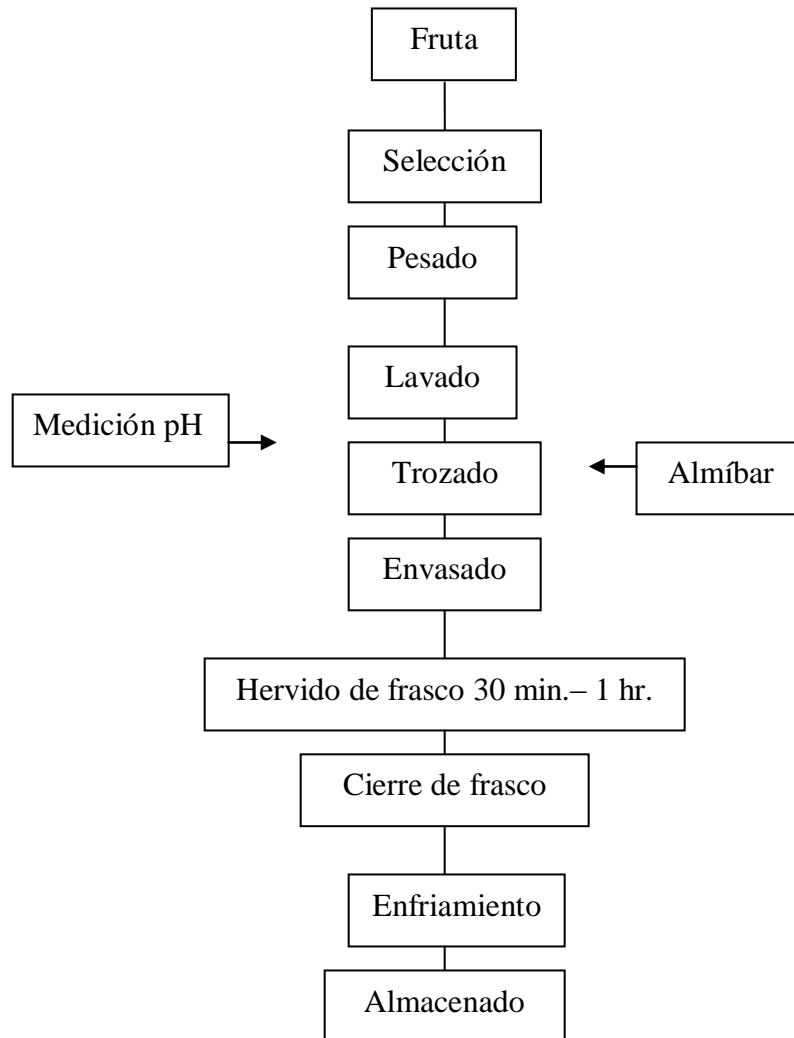 Fruta
Selección
Pesado
Lavado
Medición pH
Trozado
Almíbar
Envasado
Hervido de frasco 30 min.– 1 hr.
Cierre de frasco
Enfriamiento
Almacenado